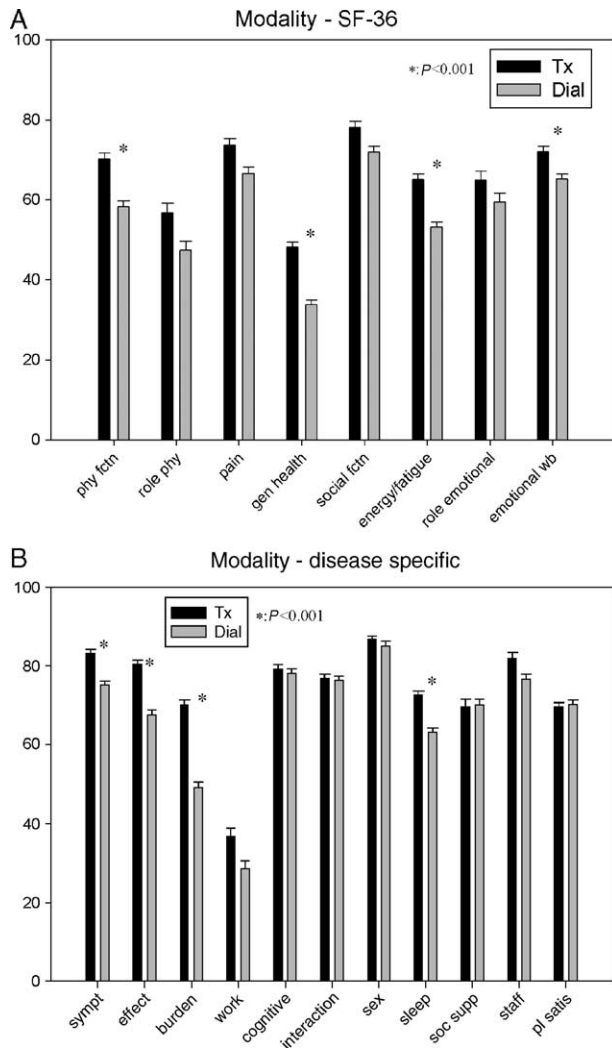 A
Modality - SF-36
100
80
60
40
20
0
*:P<0.001
Tx
Dial
*
*
*
*
phy fctn
role phy
pain
gen health
social fctn
energy/fatigue
role emotional
emotional wb
B
Modality - disease specific
100
80
60
40
20
0
Tx
Dial
*:P<0.001
*
*
*
*
sympt
effect
burden
work
cognitive
interaction
sex
sleep
soc supp
staff
pl satis